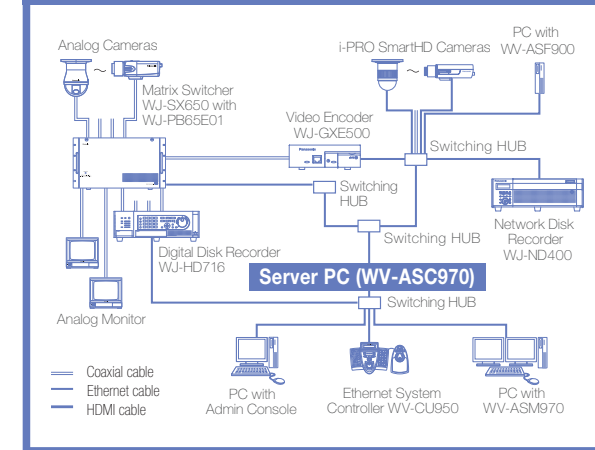 Analog Cameras
i-PRO SmartHD Cameras
PC with
WV-ASF900
Matrix Switcher
WJ-SX650 with
WJ-PB65E01
Video Encoder
WJ-GXE500
Switching HUB
Switching
HUB
Switching HUB
Network Disk
Recorder
WJ-ND400
Digital Disk Recorder
WJ-HD716
Server PC (WV-ASC970)
Switching HUB
Analog Monitor
Coaxial cable
Ethernet cable
HDMI cable
PC with
Admin Console
Ethernet System
Controller WV-CU950
PC with
WV-ASM970